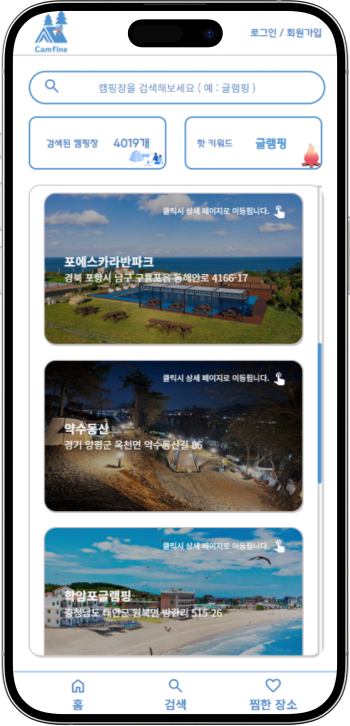 Camfine
로그인 / 회원가입
캠핑장을 검색해보세요 ( 예 : 글램핑 )
검색된 캠핑장 4019개
핫 키워드 글램핑
클릭시 상세 페이지로 이동됩니다.
포에스카라반파크
경북 포항시 남구 구룡포읍 동해안로 4166-17
클릭시 상세 페이지로 이동됩니다.
약수동산
경기 양평군 옥천면 약수동산길 86
클릭시 상세 페이지로 이동됩니다.
학암포글램핑
충청남도 태안군 원북면 방갈리 515-26
홈 검색 찜한 장소